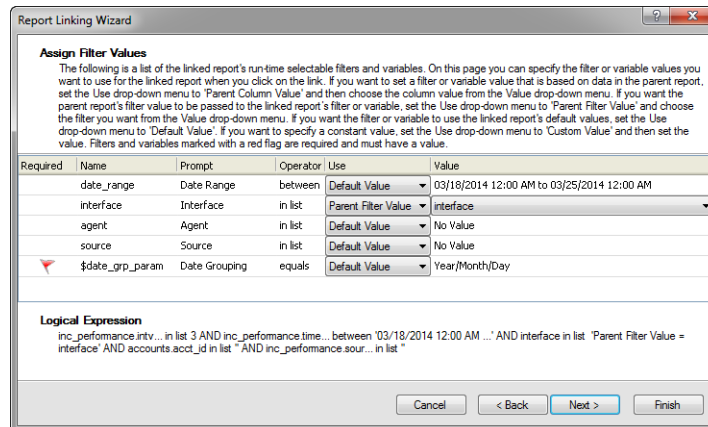 Report Linking Wizard
Assign Filter Values
The following is a list of the linked report's run-time selectable filters and variables. On this page you can specify the filter or variable values you
want to use for the linked report when you click on the link. If you want to set a filter or variable value that is based on data in the parent report,
set the Use drop-down menu to 'Parent Column Value' and then choose the column value from the Value drop-down menu. If you want the
parent report's filter value to be passed to the linked report's filter or variable, set the Use drop-down menu to 'Parent Filter Value' and choose
the filter you want from the Value drop-down menu. If you want the filter or variable to use the linked report's default values, set the Use
drop-down menu to 'Default Value'. If you want to specify a constant value, set the Use drop-down menu to 'Custom Value' and then set the
value. Filters and variables marked with a red flag are required and must have a value.
Required Name Prompt Operator Use Value
date_range Date Range between Default Value 03/18/2014 12:00 AM to 03/25/2014 12:00 AM
interface Interface in list Parent Filter Value interface
agent Agent in list Default Value No Value
source Source in list Default Value No Value
$date_grp_param Date Grouping equals Default Value Year/Month/Day
Logical Expression
inc_performance.intv... in list 3 AND inc_performance.time... between '03/18/2014 12:00 AM ...' AND interface in list 'Parent Filter Value =
interface' AND accounts.acct_id in list '' AND inc_performance.sour... in list ''
Cancel < Back Next > Finish